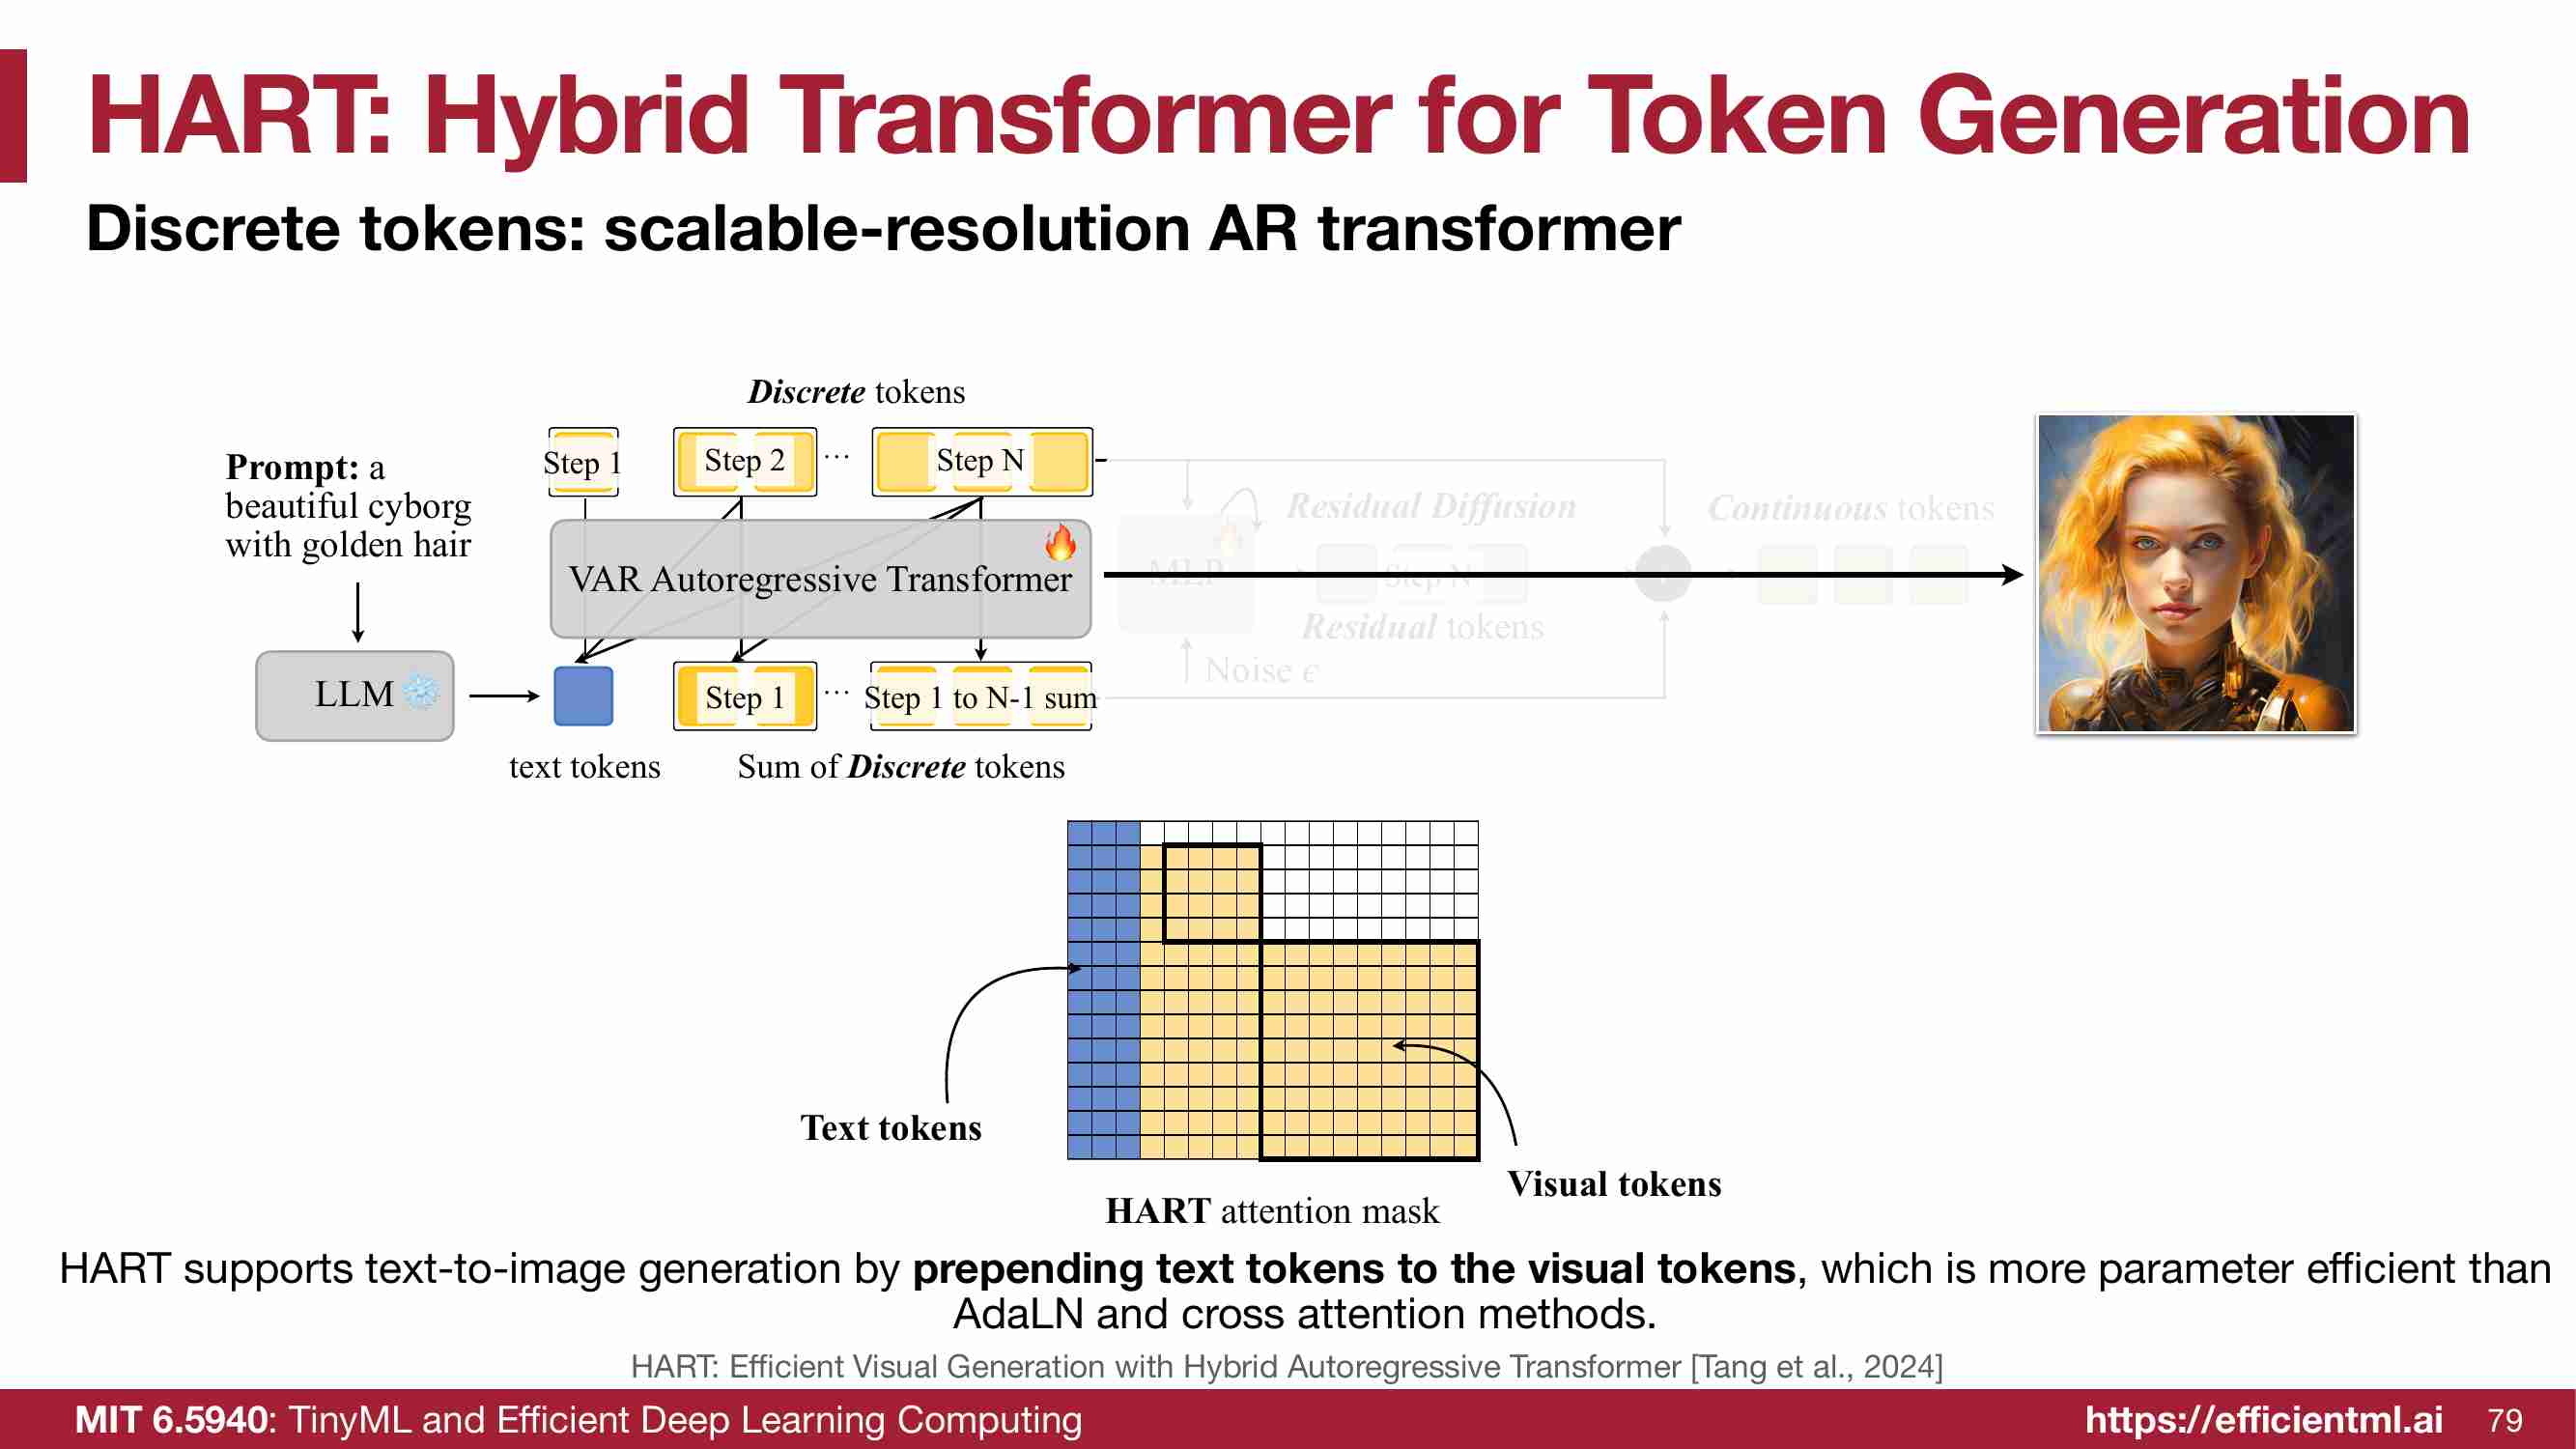 HART: Hybrid Transformer for Token Generation
Discrete tokens: scalable-resolution AR transformer
Discrete tokens
Prompt: a
beautiful cyborg
with golden hair
Step 1
Step 2
...
Step N
VAR Autoregressive Transformer
LLM
Step 1
...
Step 1 to N-1 sum
text tokens
Sum of Discrete tokens
MLP
Residual Diffusion
Step N
Residual tokens
Noise ϵ
Continuous tokens
Text tokens
Visual tokens
HART attention mask
HART supports text-to-image generation by prepending text tokens to the visual tokens, which is more parameter efficient than
AdaLN and cross attention methods.
HART: Efficient Visual Generation with Hybrid Autoregressive Transformer [Tang et al., 2024]
MIT 6.5940: TinyML and Efficient Deep Learning Computing
https://efficientml.ai
79